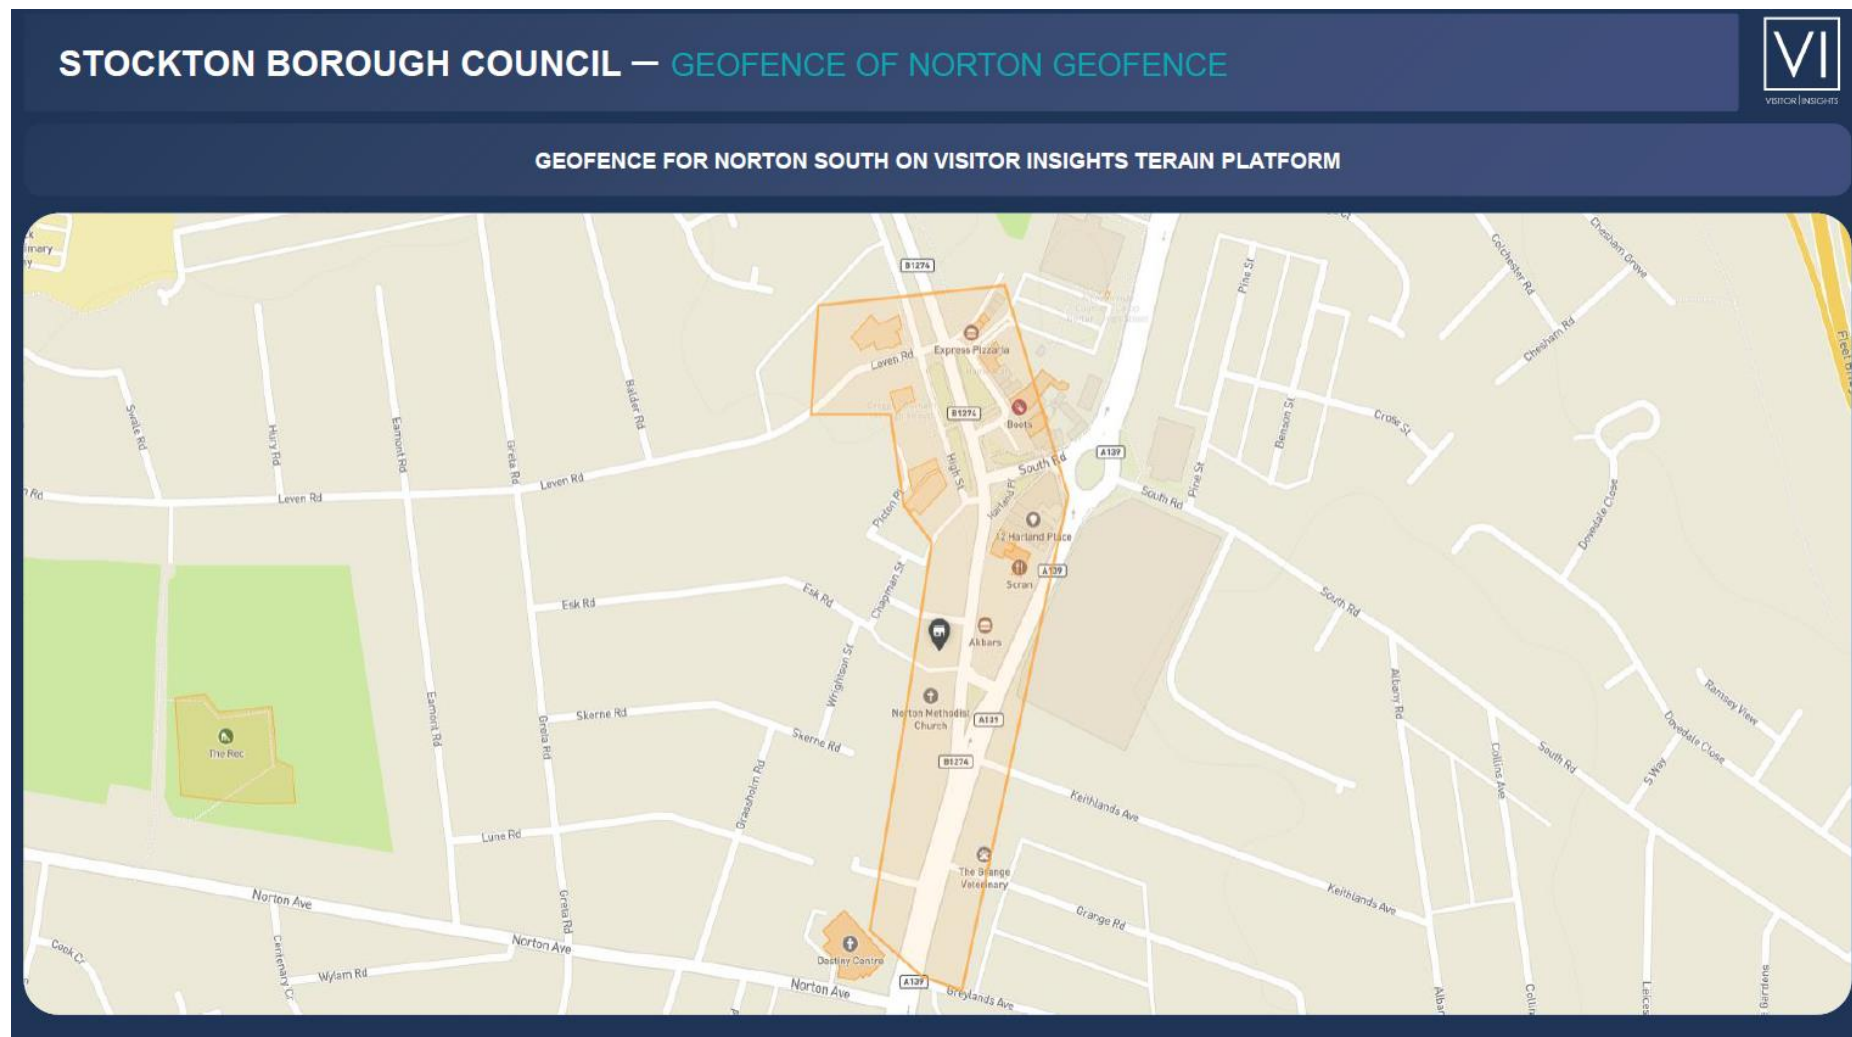 STOCKTON BOROUGH COUNCIL — GEOFENCE OF NORTON GEOFENCE
VI
VISITOR|INSIGHTS
GEOFENCE FOR NORTON SOUTH ON VISITOR INSIGHTS TERAIN PLATFORM
B1274
Pine St
Colchester Rd
Chesham Grove
Chesham Rd
Express Pizzaria
Leven Rd
Balder Rd
Swale Rd
Hury Rd
Eamont Rd
Greta Rd
B1274
Boots
Benson St
Crose St
A139
High St
South Rd
Leven Rd
Leven Rd
Picton Pl
Harland Pl
South Rd
Pine St
Dovedale Close
12 Harland Place
Scran
A139
Esk Rd
Esk Rd
Chapman St
South Rd
Akbars
Wrightson St
Albany Rd
Ramsey View
Norton Methodist
Church
A139
Skerne Rd
Skerne Rd
Eamont Rd
Greta Rd
The Rec
B1274
Dovedale Close
South Rd
S Way
Collins Ave
Grassholm Rd
Keithlands Ave
Lune Rd
The Grange
Veterinary
Keithlands Ave
Grange Rd
Norton Ave
Greta Rd
Norton Ave
Destiny Centre
Cook Cr
Centenary Cr
Wylam Rd
Norton Ave
A139
Greylands Ave
Gardens